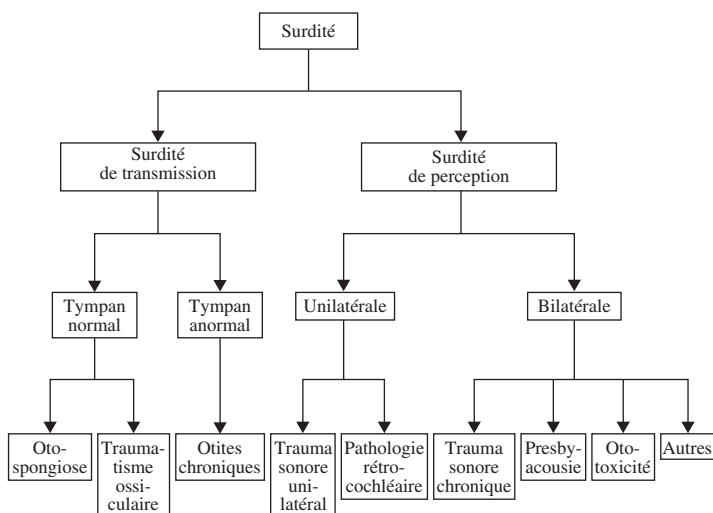 Surdité
Surdité
de transmission
Surdité
de perception
Tympan
normal
Tympan
anormal
Unilatérale
Bilatérale
Oto-
spongiose
Trauma-
tisme
ossi-
culaire
Otites
chroniques
Trauma
sonore
uni-
latéral
Pathologie
rétro-
cochléaire
Trauma
sonore
chronique
Presby-
acousie
Oto-
toxicité
Autres